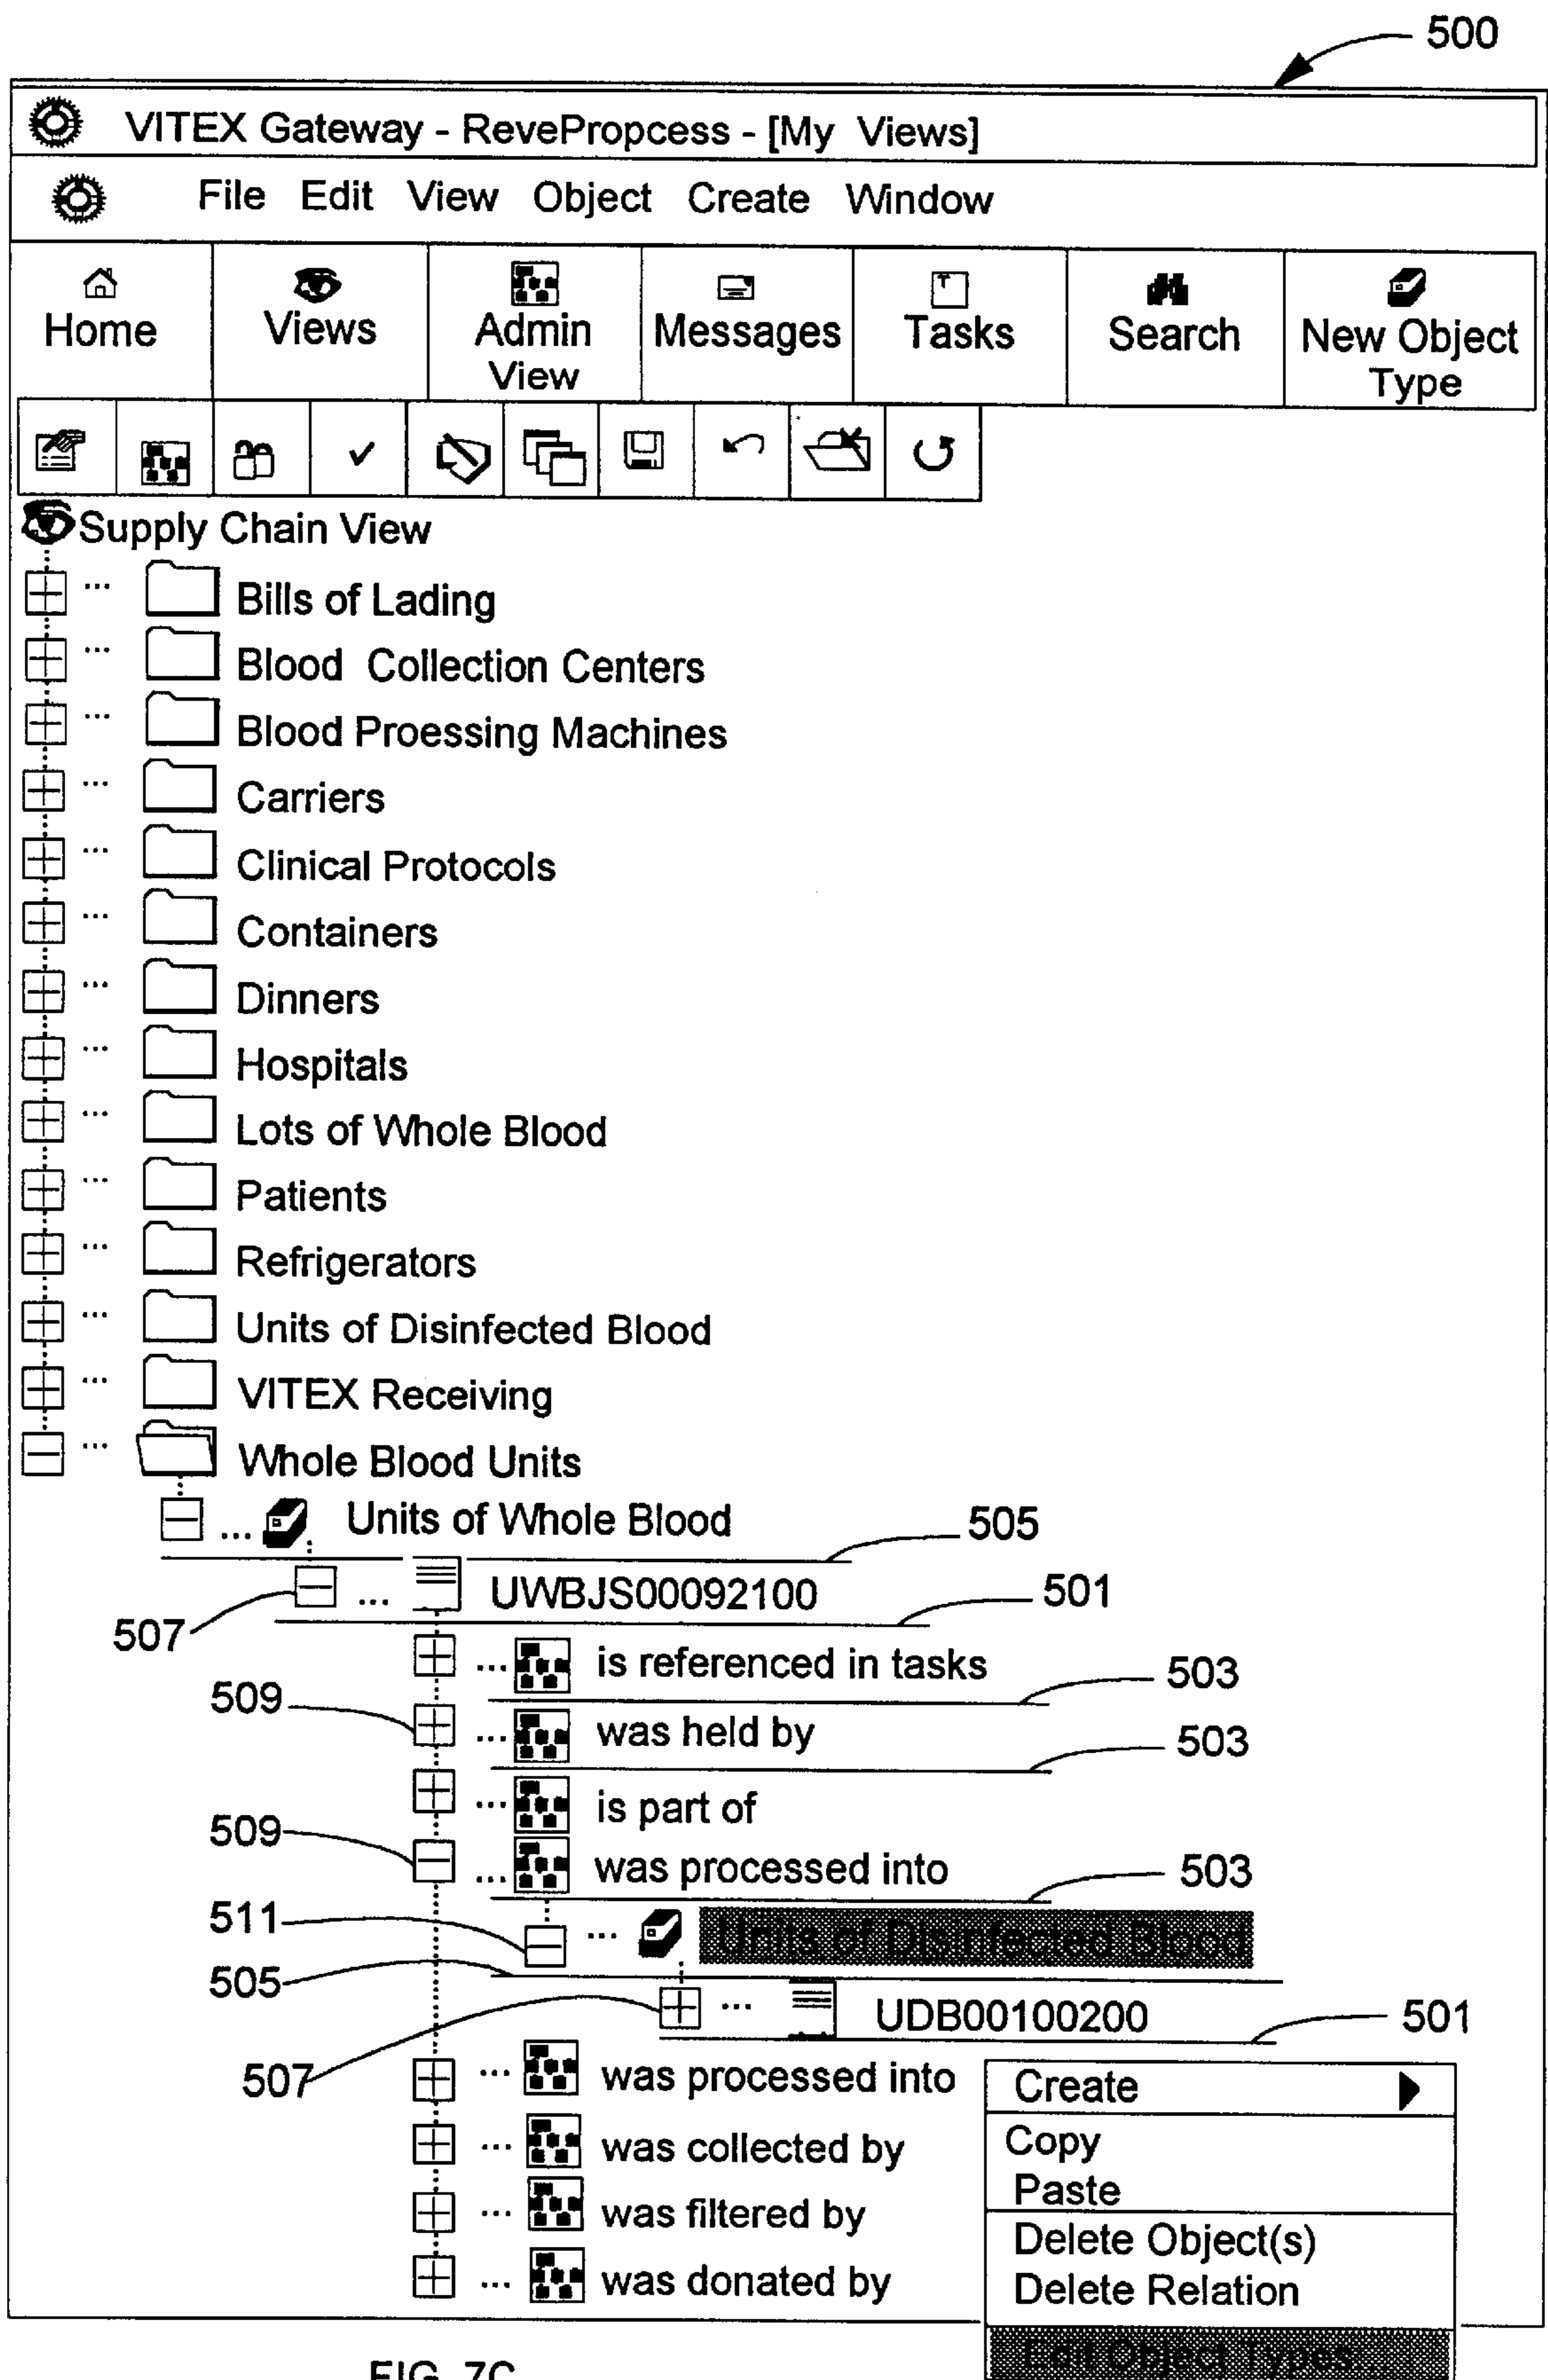 500
VITEX Gateway - RevePropcess - [My Views]
File Edit View Object Create Window
Home Views Admin View Messages Tasks Search New Object Type
Supply Chain View
... Bills of Lading
... Blood Collection Centers
... Blood Proessing Machines
... Carriers
... Clinical Protocols
... Containers
... Dinners
... Hospitals
... Lots of Whole Blood
... Patients
... Refrigerators
... Units of Disinfected Blood
... VITEX Receiving
... Whole Blood Units
... Units of Whole Blood 505
... UWBJS00092100 501
507
... is referenced in tasks 503
509
... was held by 503
... is part of
509
... was processed into 503
511 ... Units of Disinfected Blood
505
... UDB00100200 501
507 ... was processed into
... was collected by
... was filtered by
... was donated by
Create
Copy
Paste
Delete Object(s)
Delete Relation
Edit Object Types
FIG. 7C